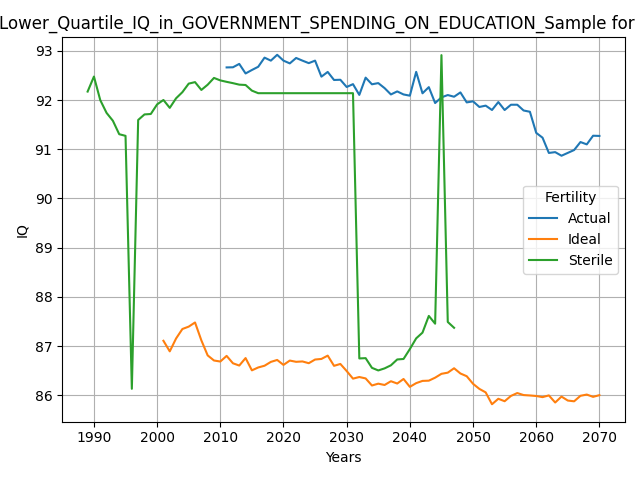 Lower_Quartile_IQ_in_GOVERNMENT_SPENDING_ON_EDUCATION_Sample for
93
92
91
90
89
88
87
86
IQ
Fertility
Actual
Ideal
Sterile
1990 2000 2010 2020 2030 2040 2050 2060 2070
Years